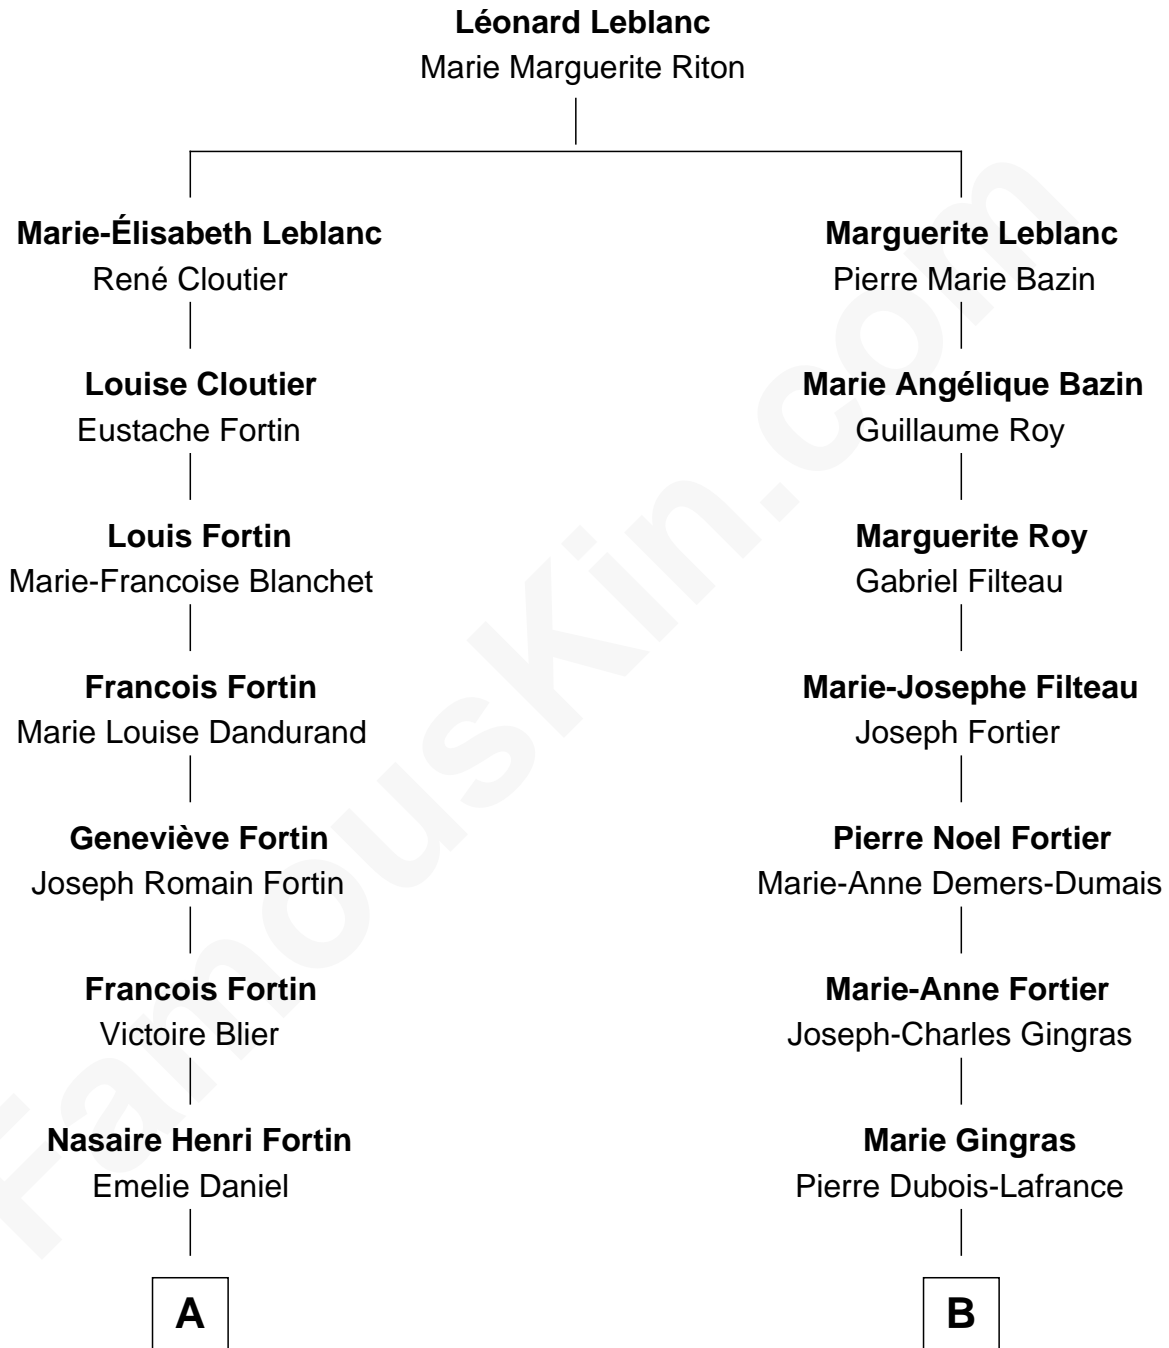 Léonard Leblanc
Marie Marguerite Riton
Marie-Élisabeth Leblanc
René Cloutier
Marguerite Leblanc
Pierre Marie Bazin
Louise Cloutier
Eustache Fortin
Marie Angélique Bazin
Guillaume Roy
Louis Fortin
Marie-Francoise Blanchet
Marguerite Roy
Gabriel Filteau
Francois Fortin
Marie Louise Dandurand
Marie-Josephe Filteau
Joseph Fortier
Geneviève Fortin
Joseph Romain Fortin
Pierre Noel Fortier
Marie-Anne Demers-Dumais
Francois Fortin
Victoire Blier
Marie-Anne Fortier
Joseph-Charles Gingras
Nasaire Henri Fortin
Emelie Daniel
Marie Gingras
Pierre Dubois-Lafrance
A
B
FamousKin.com